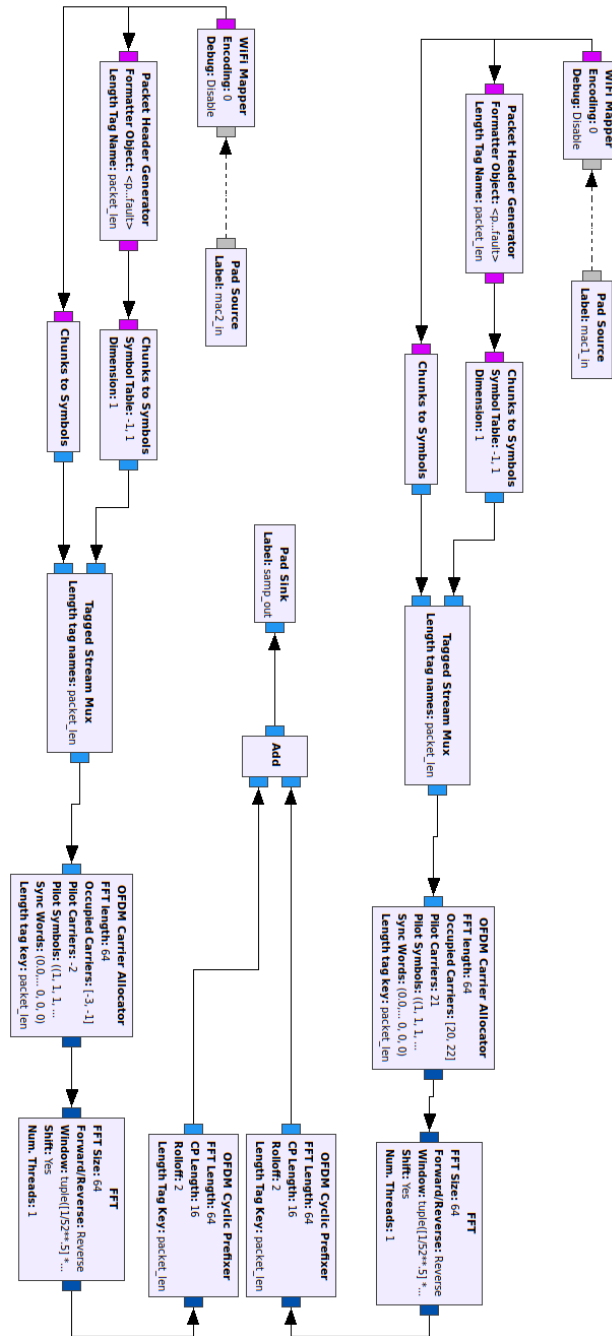 WiFi Mapper
Encoding: 0
Debug: Disable
Pad Source
Label: mac1_in
Packet Header Generator
Formatter Object: <p...fault>
Length Tag Name: packet_len
Chunks to Symbols
Symbol Table: -1, 1
Dimension: 1
Chunks to Symbols
Tagged Stream Mux
Length tag names: packet_len
OFDM Carrier Allocator
FFT length: 64
Occupied Carriers: [20, 22]
Pilot Carriers: 21
Pilot Symbols: ((1, 1, 1, ...
Sync Words: (0.0,... 0, 0, 0)
Length tag key: packet_len
FFT
FFT Size: 64
Forward/Reverse: Reverse
Window: tuple([1/52**.5] * ...
Shift: Yes
Num. Threads: 1
Pad Sink
Label: samp_out
Add
OFDM Cyclic Prefixer
FFT Length: 64
CP Length: 16
Rolloff: 2
Length Tag Key: packet_len
OFDM Cyclic Prefixer
FFT Length: 64
CP Length: 16
Rolloff: 2
Length Tag Key: packet_len
WiFi Mapper
Encoding: 0
Debug: Disable
Pad Source
Label: mac2_in
Packet Header Generator
Formatter Object: <p...fault>
Length Tag Name: packet_len
Chunks to Symbols
Symbol Table: -1, 1
Dimension: 1
Chunks to Symbols
Tagged Stream Mux
Length tag names: packet_len
OFDM Carrier Allocator
FFT length: 64
Occupied Carriers: [-3, -1]
Pilot Carriers: -2
Pilot Symbols: ((1, 1, 1, ...
Sync Words: (0.0,... 0, 0, 0)
Length tag key: packet_len
FFT
FFT Size: 64
Forward/Reverse: Reverse
Window: tuple([1/52**.5] * ...
Shift: Yes
Num. Threads: 1